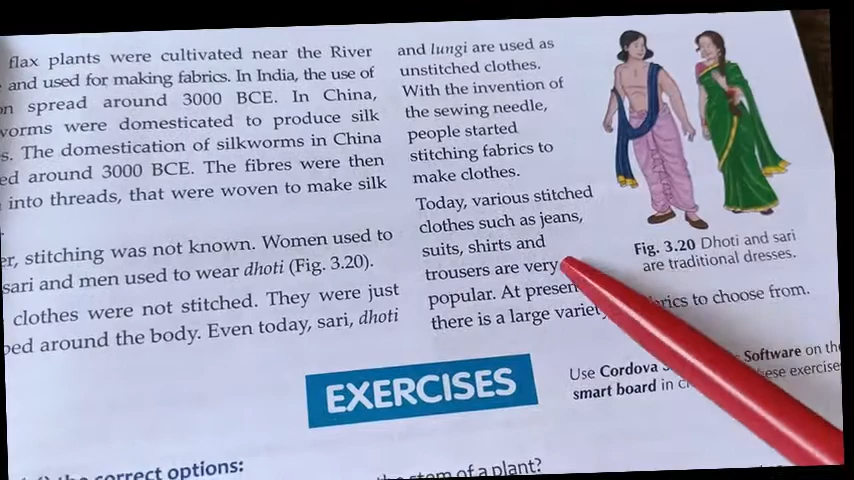 flax plants were cultivated near the River
and used for making fabrics. In India, the use of
spread around 3000 BCE. In China,
worms were domesticated to produce silk
The domestication of silkworms in China
around 3000 BCE. The fibres were then
into threads, that were woven to make silk
stitching was not known. Women used to
sari and men used to wear dhoti (Fig. 3.20).
clothes were not stitched. They were just
around the body. Even today, sari, dhoti
and lungi are used as
unstitched clothes.
With the invention of
the sewing needle,
people started
stitching fabrics to
make clothes.
Today, various stitched
clothes such as jeans,
suits, shirts and
trousers are very
popular. At presen
there is a large variet rics to choose from.
Fig. 3.20 Dhoti and sari
are traditional dresses.
EXERCISES
Use Cordova Software on the
smart board in these exercise
the correct options:
the stem of a plant?